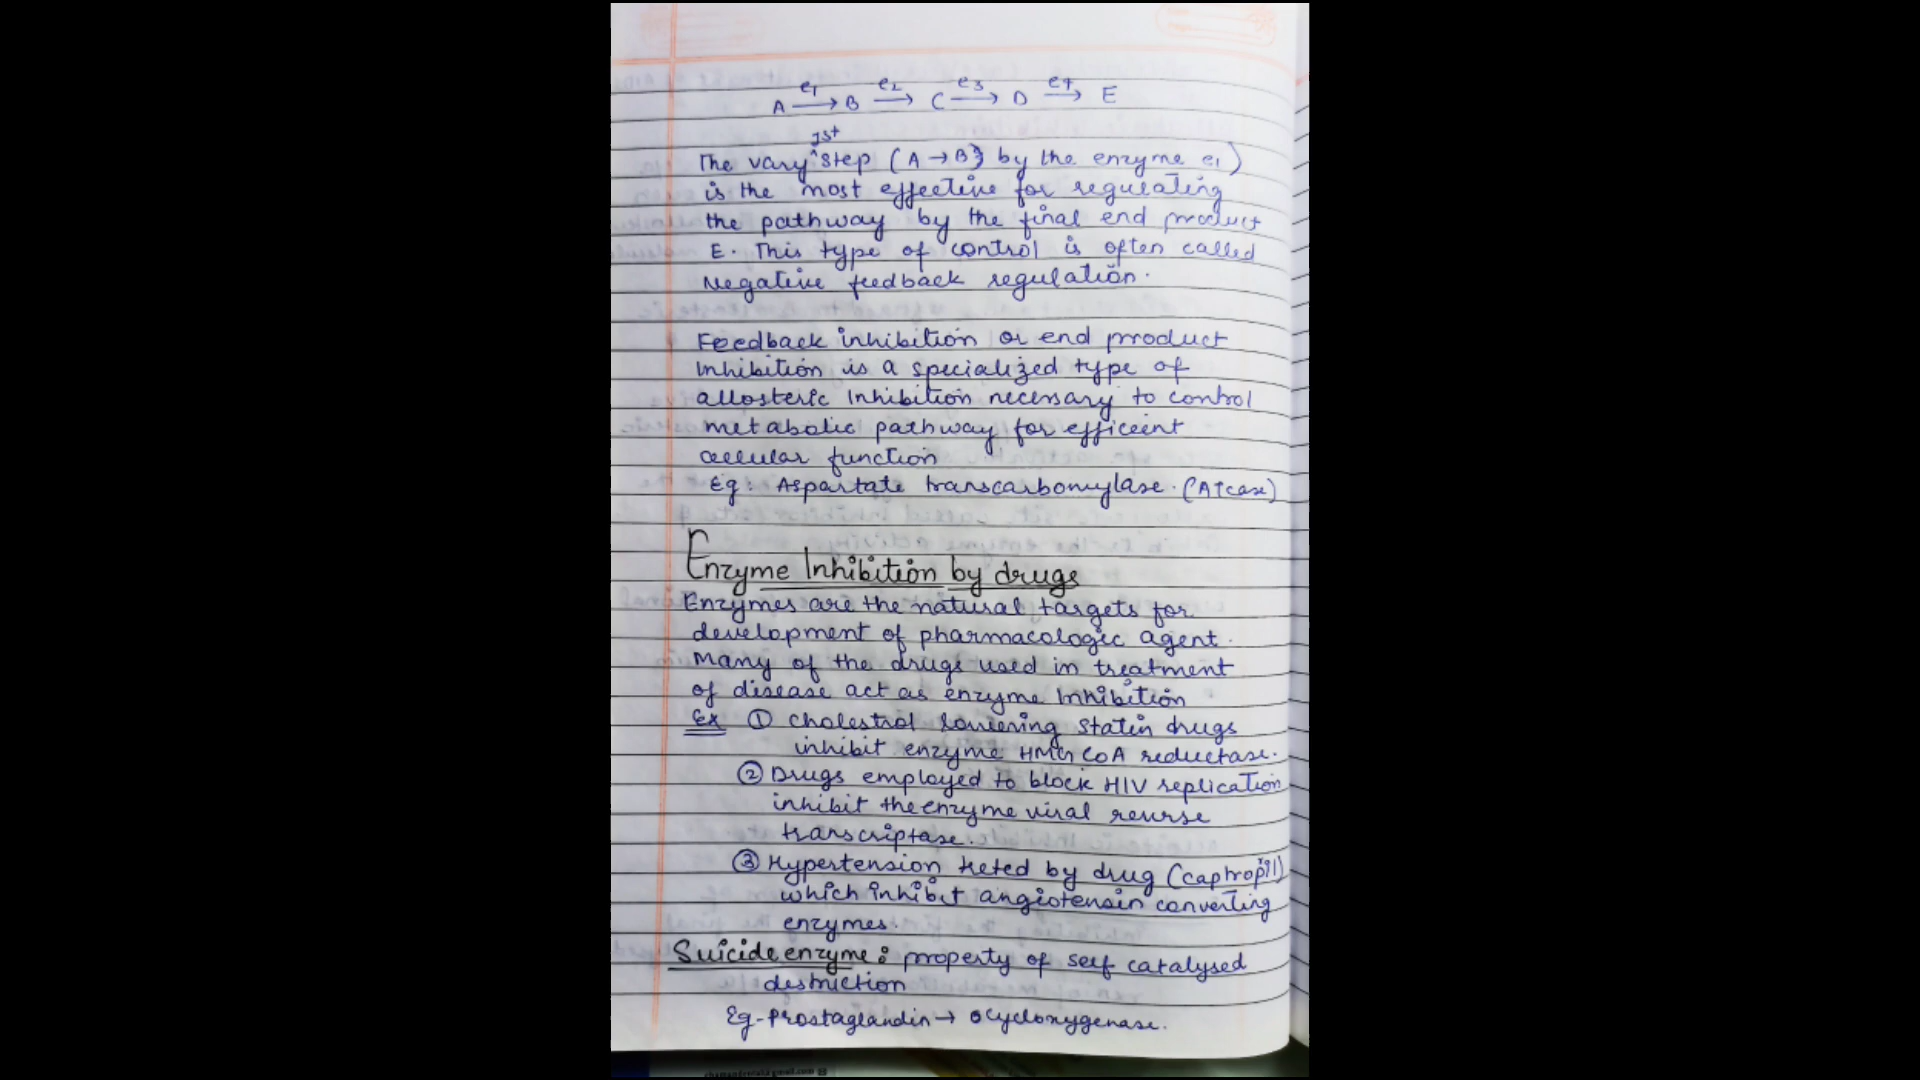 A e1→ B e2→ C e3→ D e4→ E
The vary 1st step (A → B) by the enzyme e1)
is the most effective for regulating
the pathway by the final end product
E. This type of control is often called
Negative feedback regulation.
Feedback inhibition or end product
Inhibition is a specialized type of
allosteric Inhibition necessary to control
metabolic pathway for efficient
cellular function
Eg: Aspartate transcarbomylase. (ATcase)
Enzyme Inhibition by drugs
Enzymes are the natural targets for
development of pharmacologic agent.
Many of the drugs used in treatment
of disease act as enzyme Inhibition
Ex ① Cholestrol lowering Statin drugs
inhibit enzyme HMG CoA reductase.
② Drugs employed to block HIV replication
inhibit the enzyme viral reverse
transcriptase.
③ Hypertension treted by drug (captropil)
which inhibit angiotensin converting
enzymes.
Suicide enzyme: property of self catalysed
destruction
Eg-Prostaglandin → cycloxygenase.